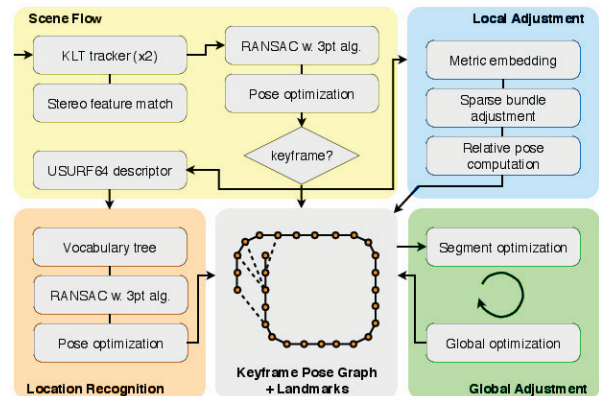 Scene Flow
KLT tracker (x2)
Stereo feature match
RANSAC w. 3pt alg.
Pose optimization
keyframe?
USURF64 descriptor
Local Adjustment
Metric embedding
Sparse bundle
adjustment
Relative pose
computation
Vocabulary tree
RANSAC w. 3pt alg.
Pose optimization
Location Recognition
Keyframe Pose Graph
+ Landmarks
Segment optimization
Global optimization
Global Adjustment